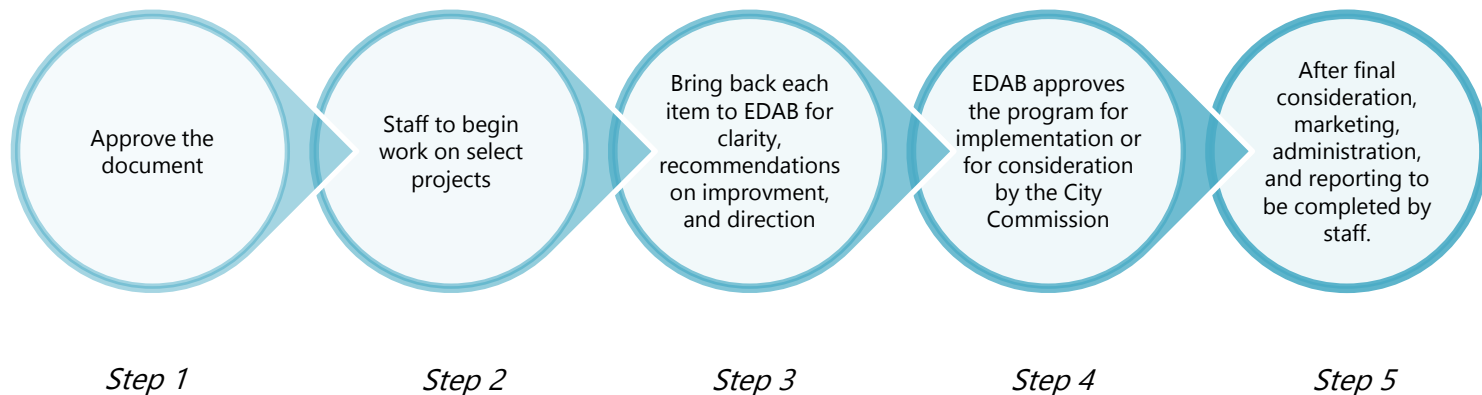 Approve the
document
Staff to begin
work on select
projects
Bring back each
item to EDAB for
clarity,
recommendations
on improvment,
and direction
EDAB approves
the program for
implementation or
for consideration
by the City
Commission
After final
consideration,
marketing,
administration,
and reporting to
be completed by
staff.
Step 1
Step 2
Step 3
Step 4
Step 5